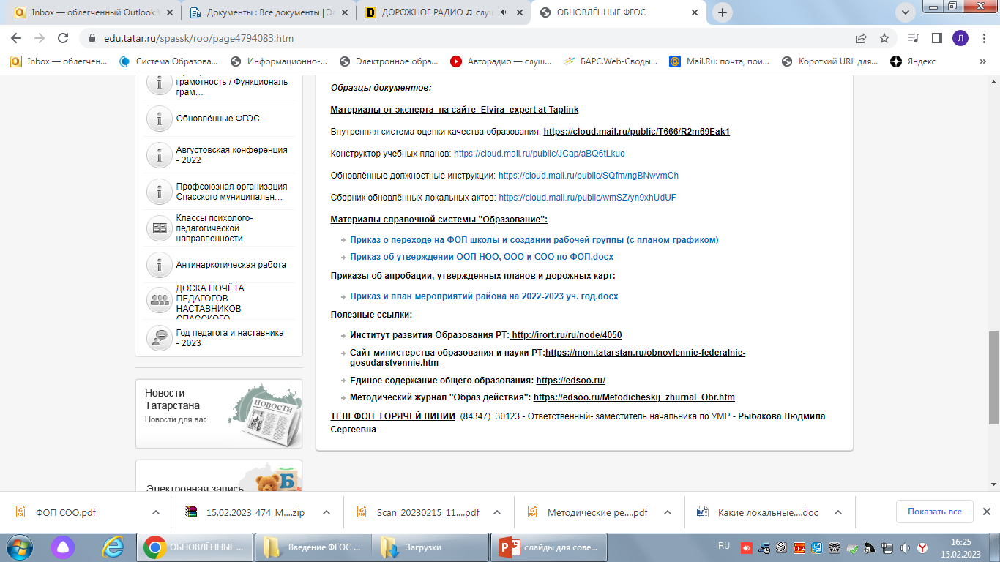 Inbox — облегченный Outlook
Документы : Все документы | Эл
ДОРОЖНОЕ РАДИО ♫ слуш
ОБНОВЛЁННЫЕ ФГОС
edu.tatar.ru/spassk/roo/page4794083.htm
Л
Inbox — облегчен...
Система Образова...
Информационно-...
Электронное обра...
Авторадио — слуш...
БАРС.Web-Своды...
Mail.Ru: почта, пои...
Короткий URL для...
Яндекс
»
грамотность / Функциональ
грам...
Обновлённые ФГОС
Августовская конференция
- 2022
Профсоюзная организация
Спасского муниципальн...
Классы психолого-
педагогической
направленности
Антинаркотическая работа
ДОСКА ПОЧЁТА
ПЕДАГОГОВ-
НАСТАВНИКОВ
СПАССКОГО
Год педагога и наставника
- 2023
Новости
Татарстана
Новости для вас
НОВОСТИ
Электронная запись
Б
Образцы документов:
Материалы от эксперта на сайте Elvira_expert at Taplink
Внутренняя система оценки качества образования: https://cloud.mail.ru/public/T666/R2m69Eak1
Конструктор учебных планов: https://cloud.mail.ru/public/JCap/aBQ6tLkuo
Обновлённые должностные инструкции: https://cloud.mail.ru/public/SQfm/ngBNwvmCh
Сборник обновлённых локальных актов: https://cloud.mail.ru/public/wmSZ/yn9xhUdUF
Материалы справочной системы "Образование":
Приказ о переходе на ФОП школы и создании рабочей группы (с планом-графиком)
Приказ об утверждении ООП НОО, ООО и СОО по ФОП.docx
Приказы об апробации, утвержденных планов и дорожных карт:
Приказ и план мероприятий района на 2022-2023 уч. год.docx
Полезные ссылки:
Институт развития Образования РТ: http://irort.ru/ru/node/4050
Сайт министерства образования и науки РТ:https://mon.tatarstan.ru/obnovlennie-federalnie-
gosudarstvennie.htm
Единое содержание общего образования: https://edsoo.ru/
Методический журнал "Образ действия": https://edsoo.ru/Metodicheskij_zhurnal_Obr.htm
ТЕЛЕФОН ГОРЯЧЕЙ ЛИНИИ (84347) 30123 - Ответственный- заместитель начальника по УМР - Рыбакова Людмила
Сергеевна
ФОП СОО.pdf
15.02.2023_474_М....zip
Scan_20230215_11....pdf
Методические ре....pdf
Какие локальные....doc
Показать все
ОБНОВЛЁННЫЕ ...
Введение ФГОС ...
Загрузки
слайды для сове...
RU
16:25
15.02.2023